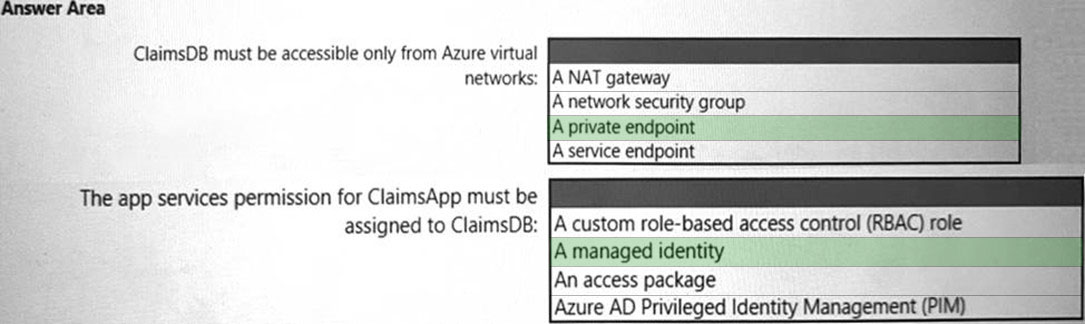 Answer Area
ClaimsDB must be accessible only from Azure virtual
networks:
A NAT gateway
A network security group
A private endpoint
A service endpoint
The app services permission for ClaimsApp must be
assigned to ClaimsDB:
A custom role-based access control (RBAC) role
A managed identity
An access package
Azure AD Privileged Identity Management (PIM)